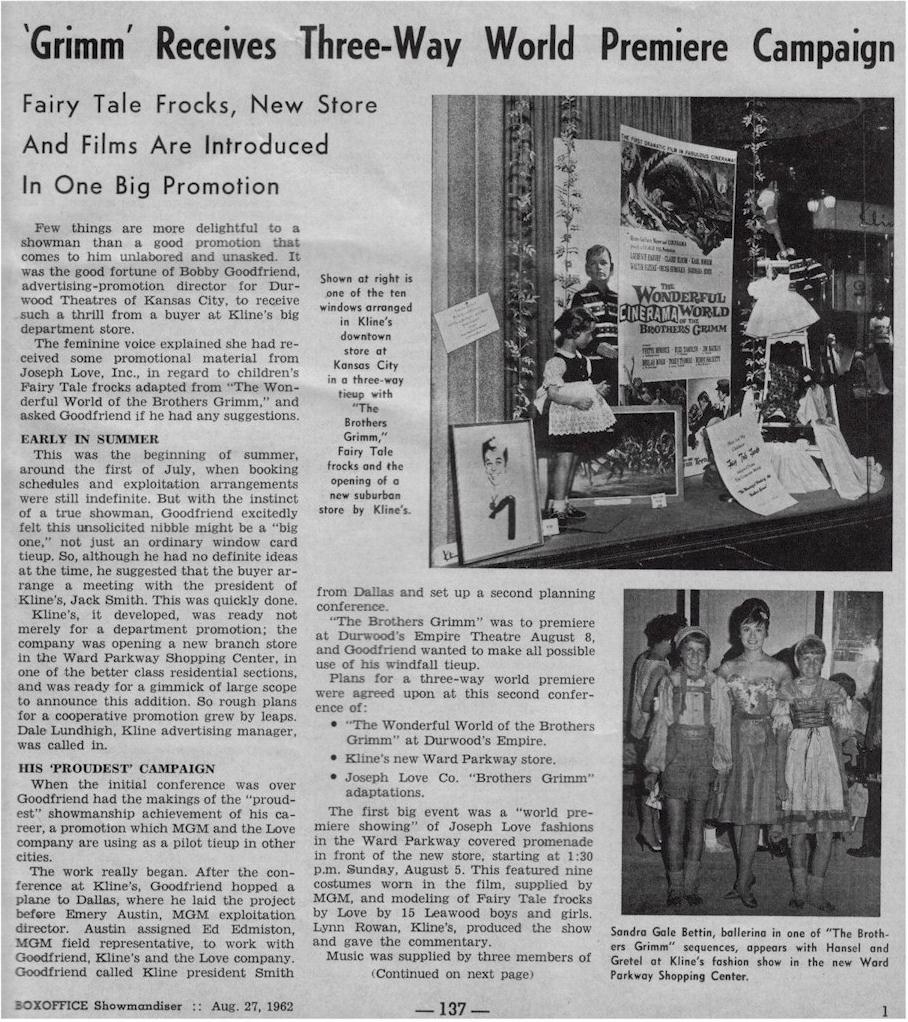 'Grimm' Receives Three-Way World Premiere Campaign
Fairy Tale Frocks, New Store
And Films Are Introduced
In One Big Promotion
Few things are more delightful to a
showman than a good promotion that
comes to him unlabored and unasked. It
was the good fortune of Bobby Goodfriend,
advertising-promotion director for Dur-
wood Theatres of Kansas City, to receive
such a thrill from a buyer at Kline's big
department store.
The feminine voice explained she had re-
ceived some promotional material from
Joseph Love, Inc., in regard to children's
Fairy Tale frocks adapted from "The Won-
derful World of the Brothers Grimm," and
asked Goodfriend if he had any suggestions.
EARLY IN SUMMER
This was the beginning of summer,
around the first of July, when booking
schedules and exploitation arrangements
were still indefinite. But with the instinct
of a true showman, Goodfriend excitedly
felt this unsolicited nibble might be a "big
one," not just an ordinary window card
tieup. So, although he had no definite ideas
at the time, he suggested that the buyer ar-
range a meeting with the president of
Kline's, Jack Smith. This was quickly done.
Kline's, it developed, was ready not
merely for a department promotion; the
company was opening a new branch store
in the Ward Parkway Shopping Center, in
one of the better class residential sections,
and was ready for a gimmick of large scope
to announce this addition. So rough plans
for a cooperative promotion grew by leaps.
Dale Lundhigh, Kline advertising manager,
was called in.
HIS 'PROUDEST' CAMPAIGN
When the initial conference was over
Goodfriend had the makings of the "proud-
est" showmanship achievement of his ca-
reer, a promotion which MGM and the Love
company are using as a pilot tieup in other
cities.
The work really began. After the con-
ference at Kline's, Goodfriend hopped a
plane to Dallas, where he laid the project
before Emery Austin, MGM exploitation
director. Austin assigned Ed Edmiston,
MGM field representative, to work with
Goodfriend, Kline's and the Love company.
Goodfriend called Kline president Smith
Shown at right is
one of the ten
windows arranged
in Kline's
downtown
store at
Kansas City
in a three-way
tieup with
"The
Brothers
Grimm,"
Fairy Tale
frocks and the
opening of a
new suburban
store by Kline's.
THE FIRST DRAMATIC FILM IN FABULOUS CINERAMA!
THE
WONDERFUL
CINERAMA WORLD
OF THE
BROTHERS GRIMM
from Dallas and set up a second planning
conference.
"The Brothers Grimm" was to premiere
at Durwood's Empire Theatre August 8,
and Goodfriend wanted to make all possible
use of his windfall tieup.
Plans for a three-way world premiere
were agreed upon at this second confer-
ence of:
• "The Wonderful World of the Brothers
Grimm" at Durwood's Empire.
• Kline's new Ward Parkway store.
• Joseph Love Co. "Brothers Grimm"
adaptations.
The first big event was a "world pre-
miere showing" of Joseph Love fashions
in the Ward Parkway covered promenade
in front of the new store, starting at 1:30
p.m. Sunday, August 5. This featured nine
costumes worn in the film, supplied by
MGM, and modeling of Fairy Tale frocks
by Love by 15 Leawood boys and girls.
Lynn Rowan, Kline's, produced the show
and gave the commentary.
Music was supplied by three members of
(Continued on next page)
Sandra Gale Bettin, ballerina in one of "The Broth-
ers Grimm" sequences, appears with Hansel and
Gretel at Kline's fashion show in the new Ward
Parkway Shopping Center.
BOXOFFICE Showmandiser :: Aug. 27, 1962
— 137 —
1